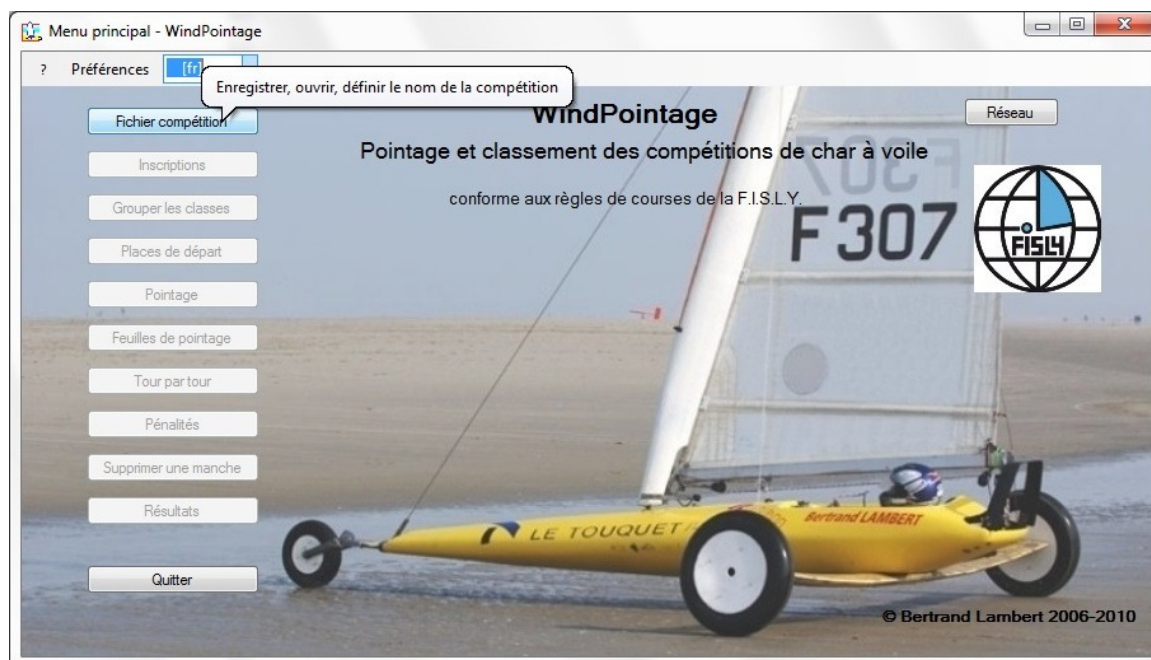 Menu principal - WindPointage
? Préférences [fr]
Enregistrer, ouvrir, définir le nom de la compétition
Fichier compétition
WindPointage
Réseau
Pointage et classement des compétitions de char à voile
Inscriptions
conforme aux règles de courses de la F.I.S.L.Y.
Grouper les classes
F307
F 307
FISLY
Places de départ
Pointage
Feuilles de pointage
Tour par tour
Pénalités
Supprimer une manche
Résultats
LE TOUQUET
Bertrand LAMBERT
Quitter
© Bertrand Lambert 2006-2010